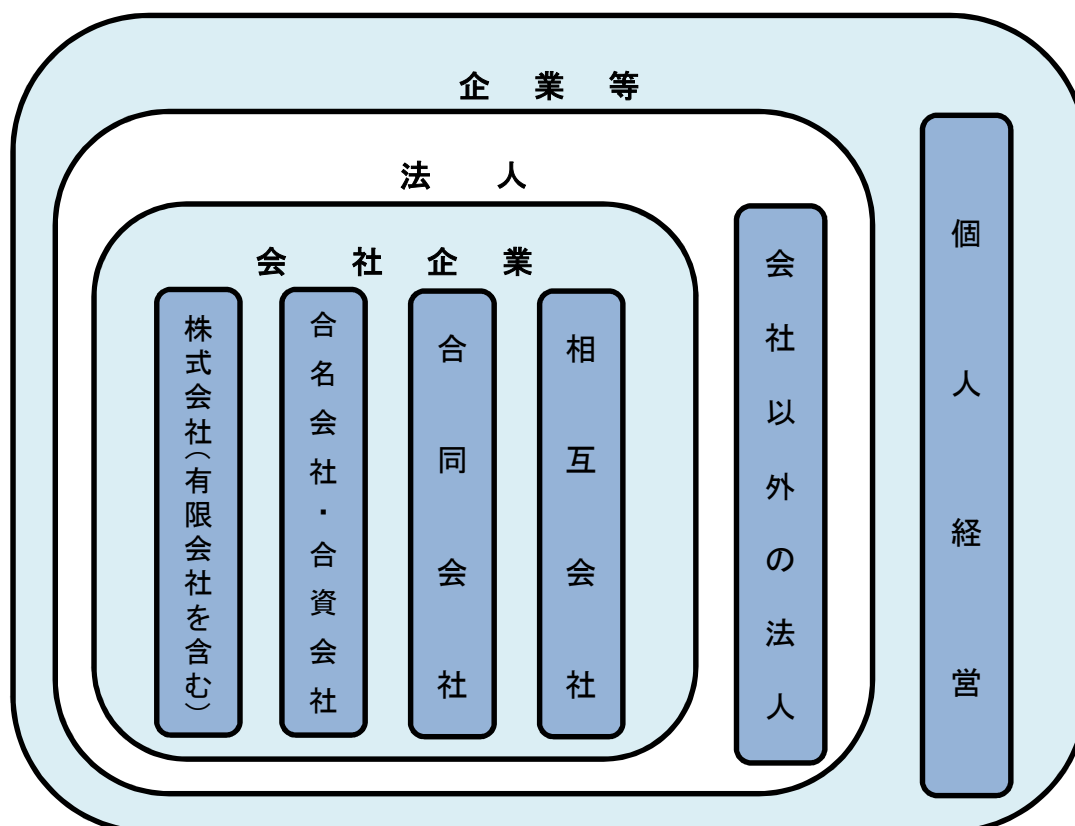 企業等
法人
会社企業
株式会社(有限会社を含む)
合名会社・合資会社
合同会社
相互会社
会社以外の法人
個人経営